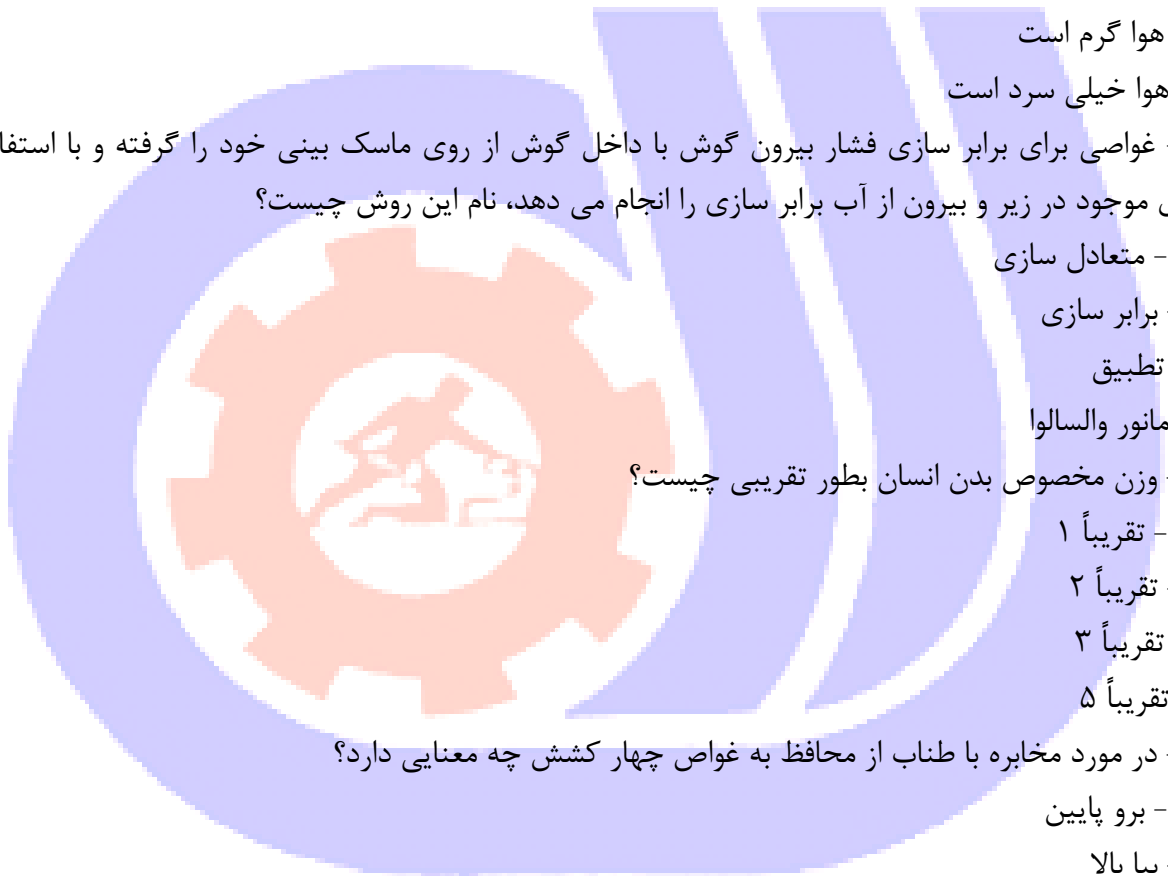 هوا گرم است
هوا خیلی سرد است
- غواصی برای برابر سازی فشار بیرون گوش با داخل گوش از روی ماسک بینی خود را گرفته و با
موجود در زیر و بیرون از آب برابر سازی را انجام می دهد، نام این روش چیست؟
- متعادل سازی
- برابر سازی
تطبیق
مانور والسالوا
- وزن مخصوص بدن انسان بطور تقریبی چیست؟
- تقریباً ۱
- تقریباً ۲
تقریباً ۳
تقریباً ۵
- در مورد مخابره با طناب از محافظ به غواص چهار کشش چه معنایی دارد؟
- برو پایین
- بیا بالا